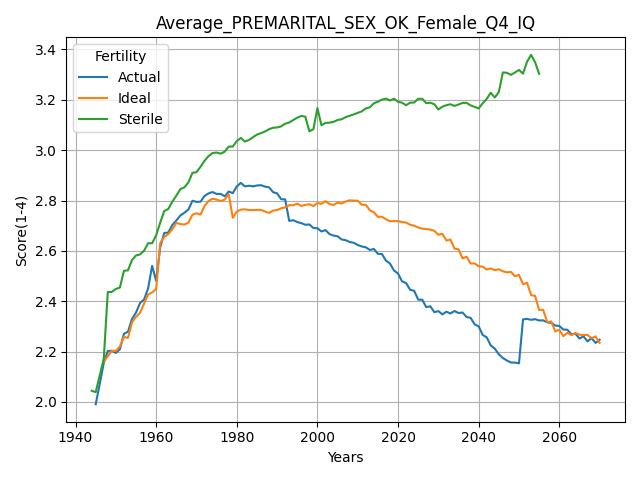 Average_PREMARITAL_SEX_OK_Female_Q4_IQ
Fertility
Actual
Ideal
Sterile
Score(1-4)
3.4
3.2
3.0
2.8
2.6
2.4
2.2
2.0
1940
1960
1980
2000
2020
2040
2060
Years